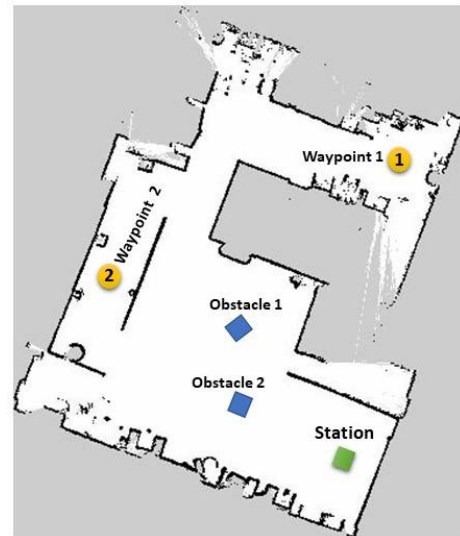 Waypoint 1
1
Waypoint 2
2
Obstacle 1
Obstacle 2
Station